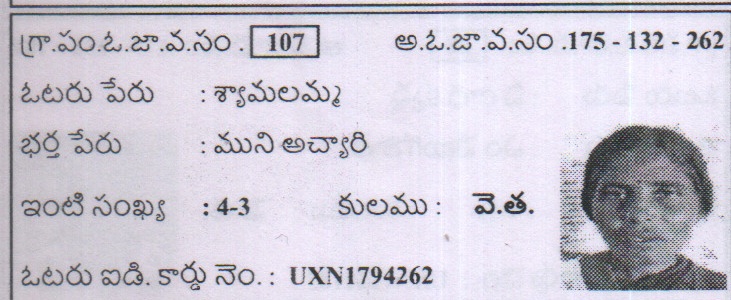 గ్రా.పం.ఓ.జా.వ.సం. 107 అ.ఓ.జా.వ.సం .175 - 132 - 262
ఓటరు పేరు : శ్యామలమ్మ
భర్త పేరు : ముని అచ్యారి
ఇంటి సంఖ్య : 4-3 కులము : వె.త.
ఓటరు ఐడి. కార్డు నెం. : UXN1794262